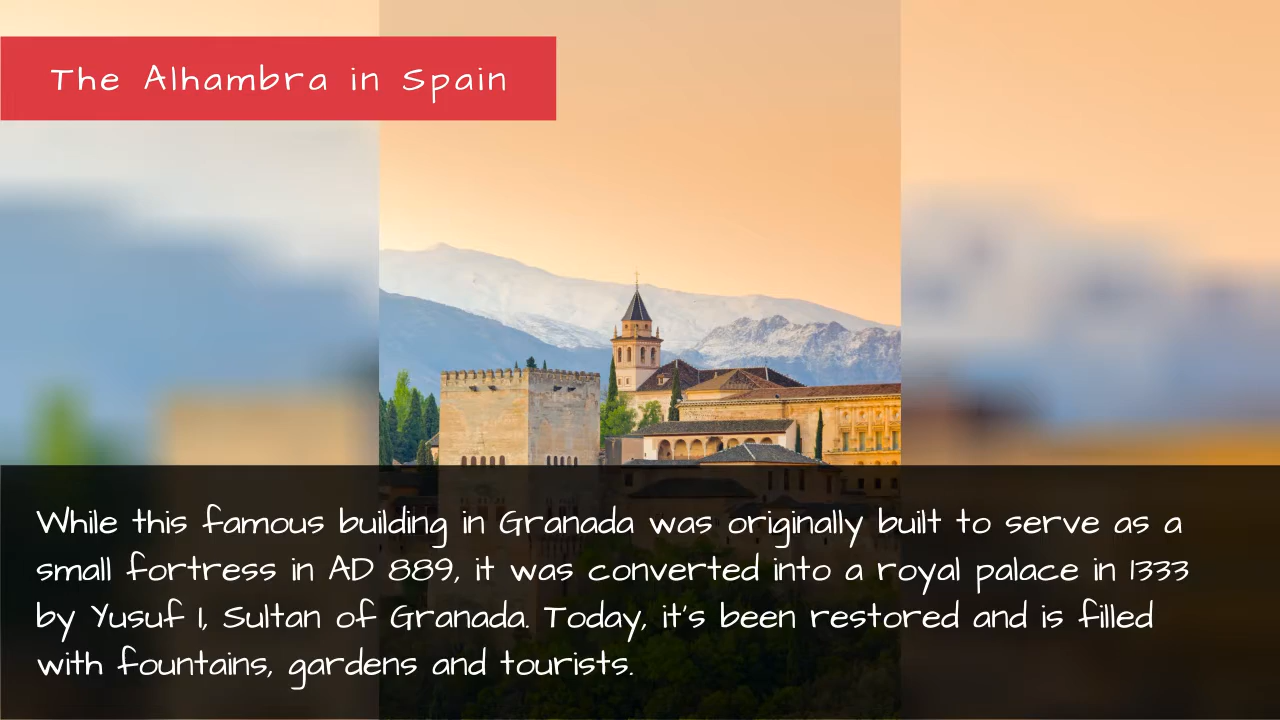 The Alhambra in Spain
While this famous building in Granada was originally built to serve as a
small fortress in AD 889, it was converted into a royal palace in 1333
by Yusuf I, Sultan of Granada. Today, it's been restored and is filled
with fountains, gardens and tourists.